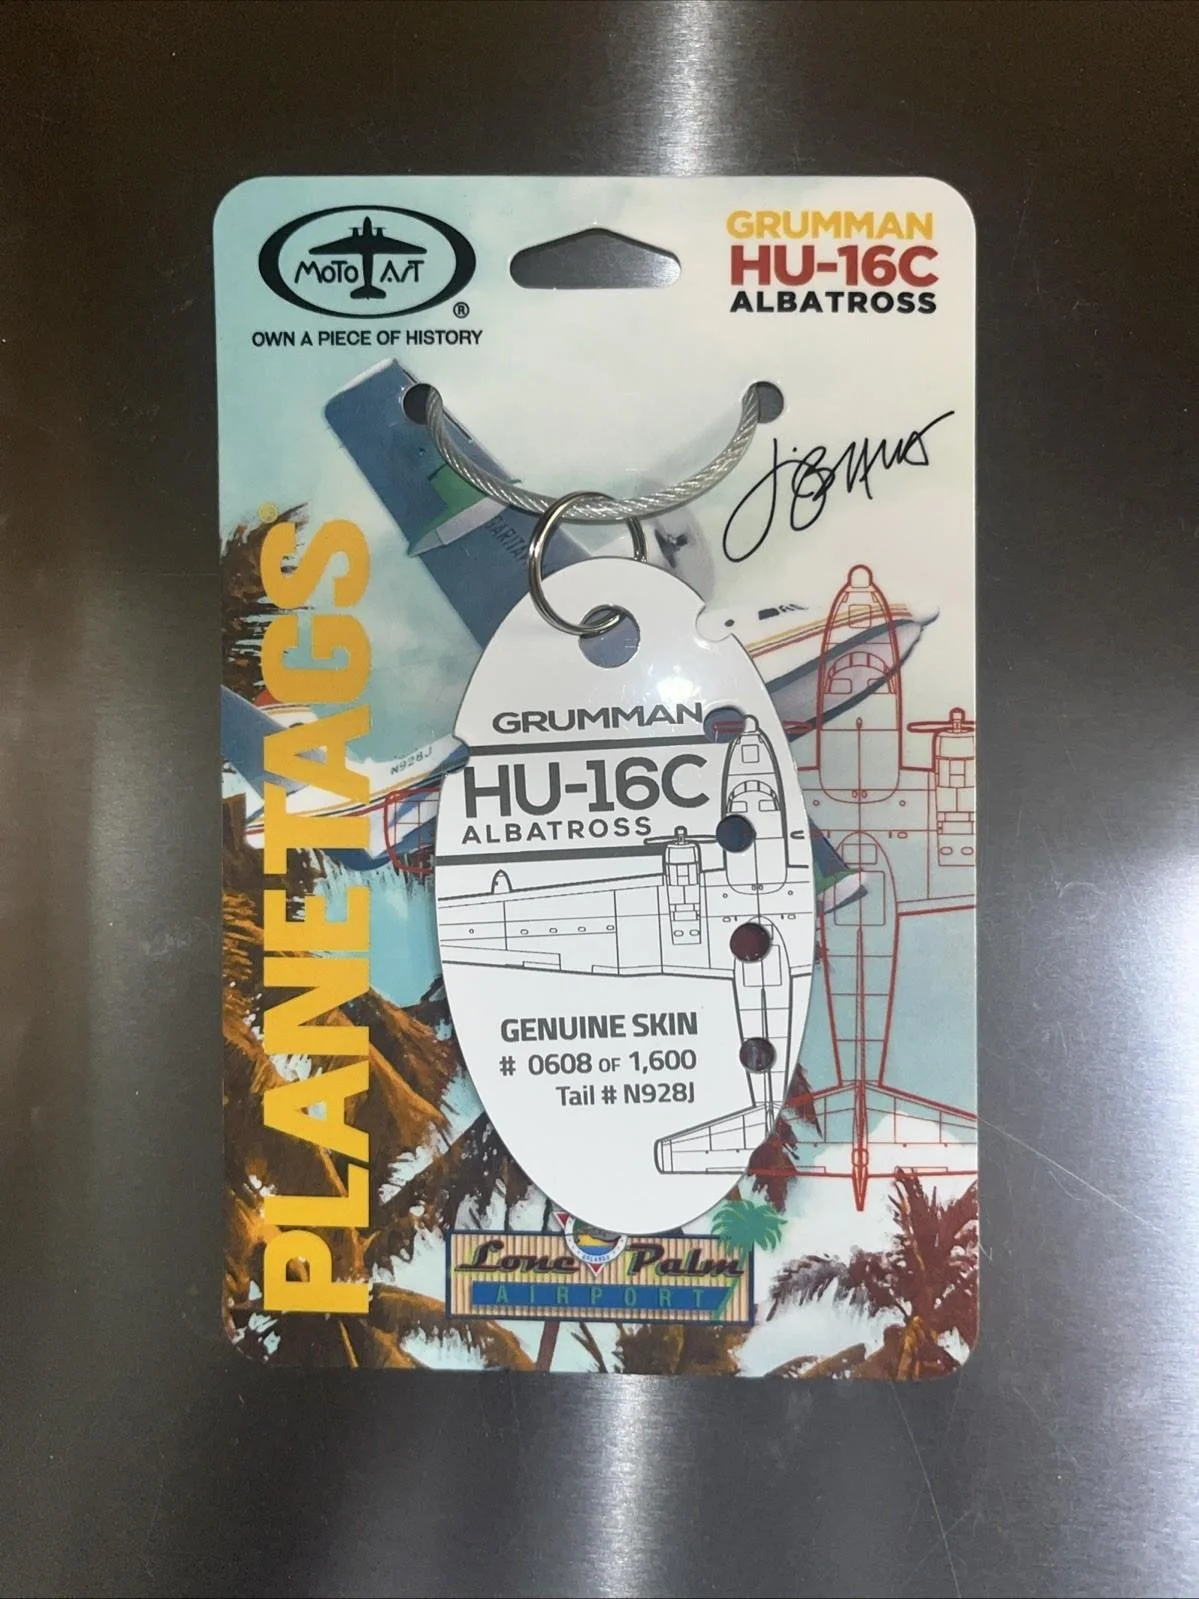 MOTO ART
®
OWN A PIECE OF HISTORY
GRUMMAN
HU-16C
ALBATROSS
PLANETAGS®
N928J
GRUMMAN
HU-16C
ALBATROSS
GENUINE SKIN
# 0608 OF 1,600
Tail # N928J
Lone Palm
AIRPORT
ORLANDO